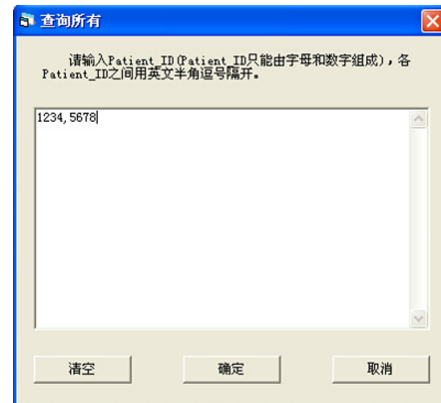 查询所有
请输入Patient_ID(Patient_ID只能由字母和数字组成),各
Patient_ID之间用英文半角逗号隔开。
1234,5678
清空
确定
取消